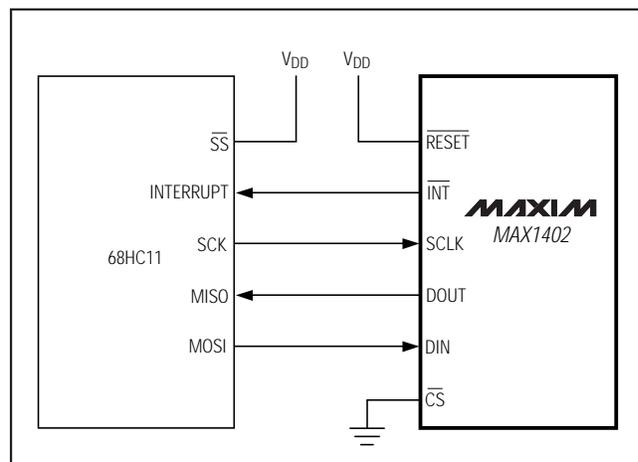 VDD VDD
SS RESET
INTERRUPT INT
MAXIM
SCK SCLK
MAX1402
68HC11
MISO DOUT
MOSI DIN
CS